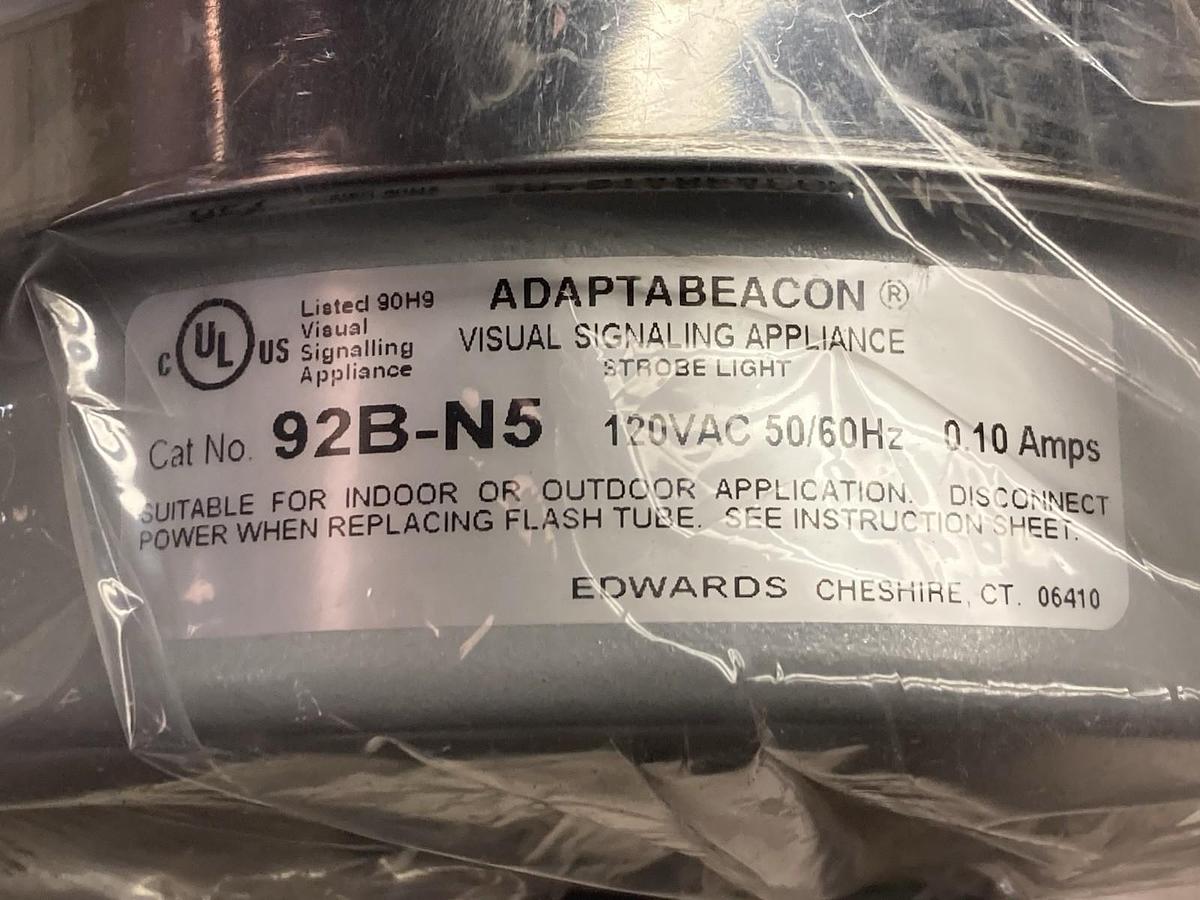 ADAPTABEACON ®
VISUAL SIGNALING APPLIANCE
STROBE LIGHT
C UL US
Listed 90H9
Visual
Signalling
Appliance
Cat No. 92B-N5 120VAC 50/60Hz 0.10 Amps
SUITABLE FOR INDOOR OR OUTDOOR APPLICATION. DISCONNECT
POWER WHEN REPLACING FLASH TUBE. SEE INSTRUCTION SHEET.
EDWARDS CHESHIRE, CT. 06410